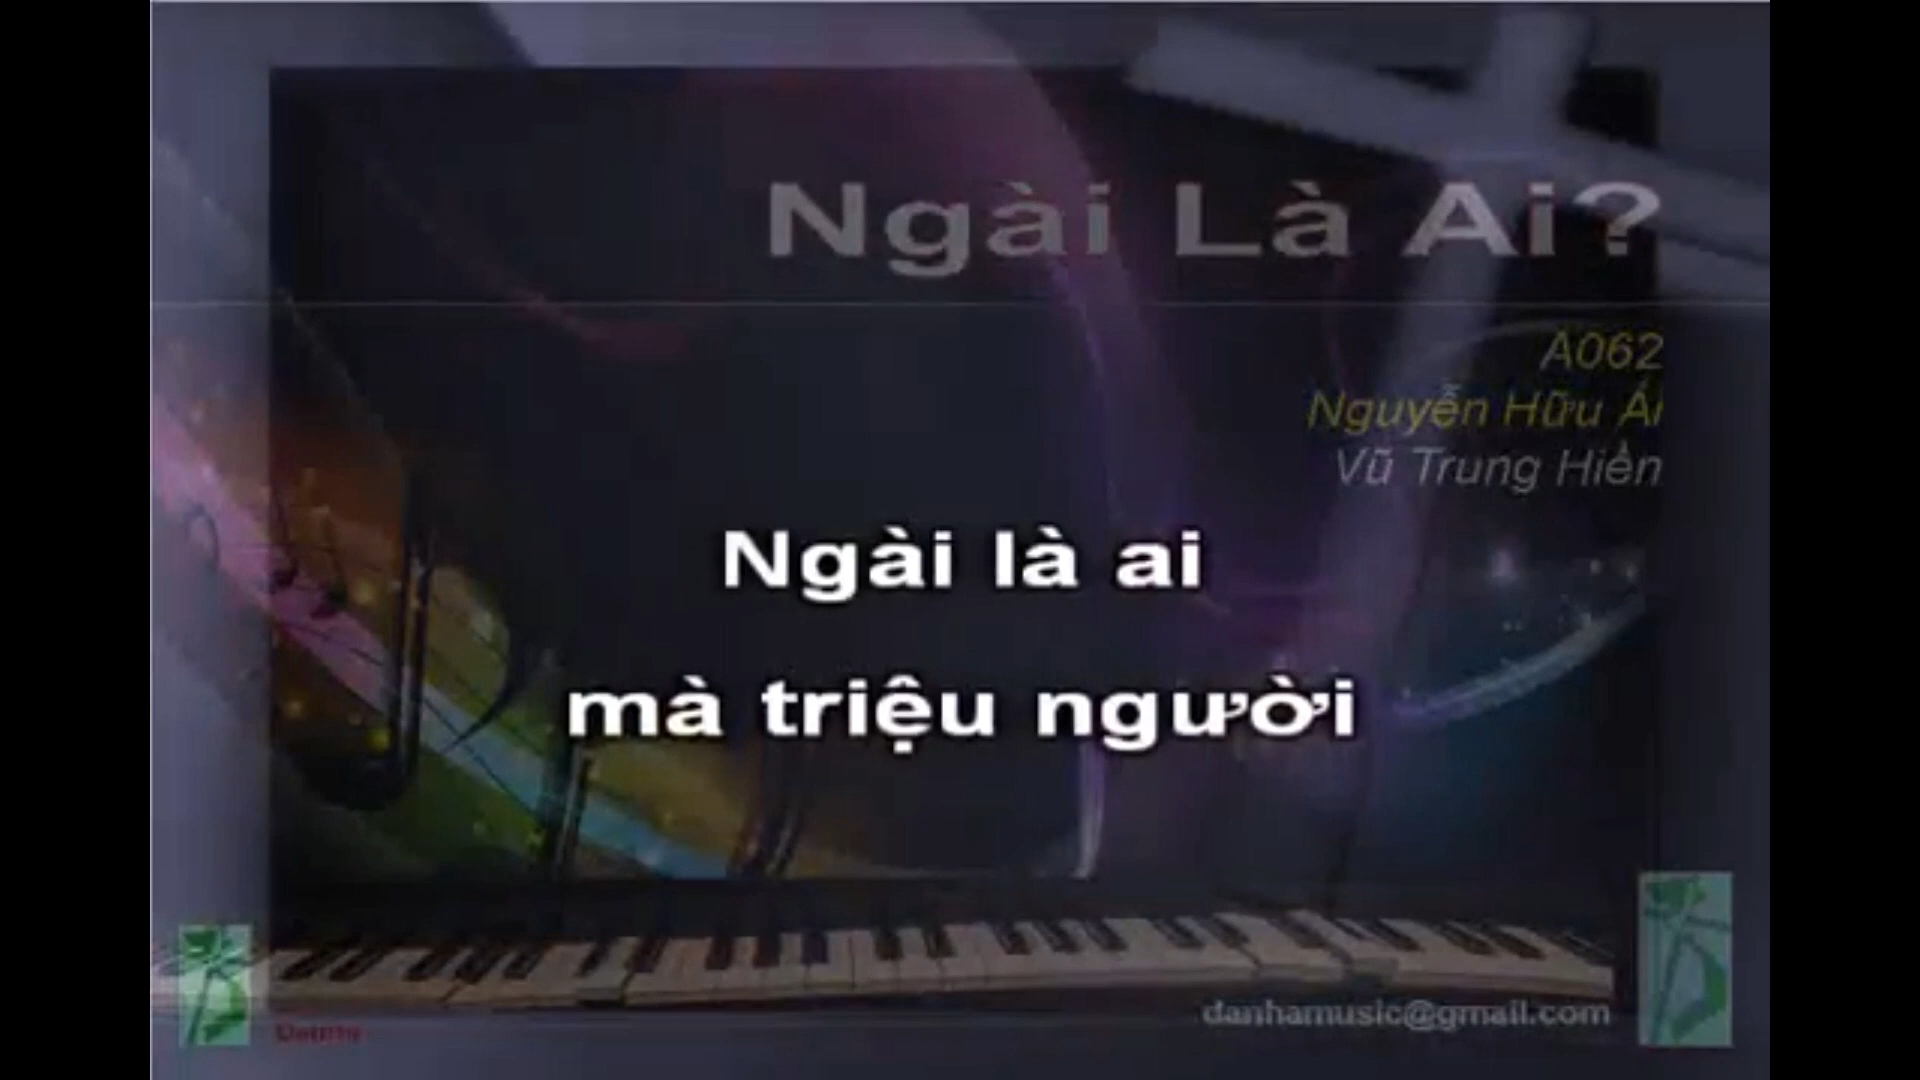 Ngài Là Ai?
A062
Nguyễn Hữu Ái
Vũ Trung Hiền
Ngài là ai
mà triệu người
danhamusic@gmail.com